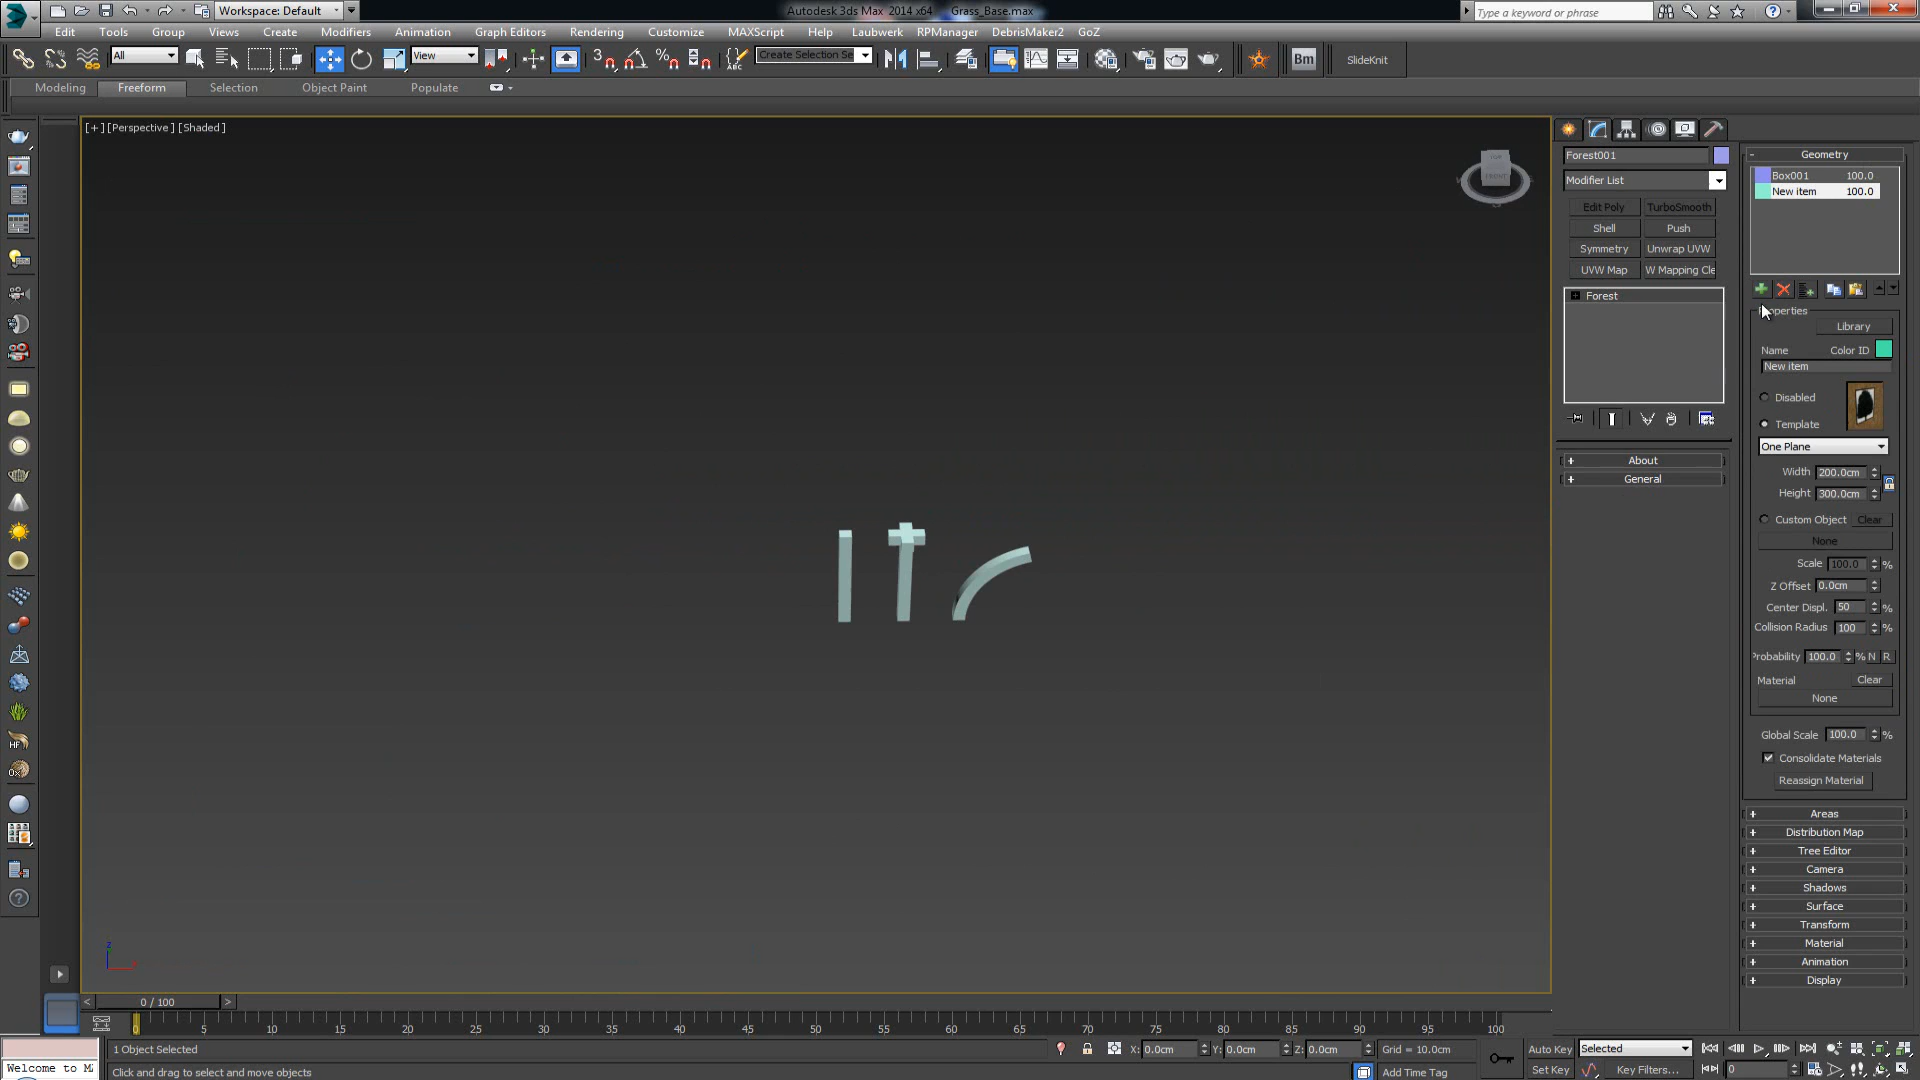 Autodesk 3ds Max 2014 x64 Grass_Base.max
Workspace: Default
Type a keyword or phrase
Edit Tools Group Views Create Modifiers Animation Graph Editors Rendering Customize MAXScript Help Laubwerk RPManager DebrisMaker2 GoZ
All
View
Create Selection Se
Bm
SlideKnit
Modeling Freeform Selection Object Paint Populate
[+] [Perspective] [Shaded]
Forest001
Modifier List
Edit Poly TurboSmooth
Shell Push
Symmetry Unwrap UVW
UVW Map W Mapping Cle
Forest
+ About
+ General
- Geometry
Box001 100.0
New item 100.0
operties
Library
Name Color ID
New item
Disabled
Template
One Plane
Width 200.0cm
Height 300.0cm
Custom Object Clear
None
Scale 100.0 %
Z Offset 0.0cm
Center Displ. 50 %
Collision Radius 100 %
Probability 100.0 % N R
Material Clear
None
Global Scale 100.0 %
Consolidate Materials
Reassign Material
+ Areas
+ Distribution Map
+ Tree Editor
+ Camera
+ Shadows
+ Surface
+ Transform
+ Material
+ Animation
+ Display
z
< 0 / 100 >
0 5 10 15 20 25 30 35 40 45 50 55 60 65 70 75 80 85 90 95 100
1 Object Selected
X: 0.0cm Y: 0.0cm Z: 0.0cm Grid = 10.0cm
Auto Key Selected
Welcome to M
Click and drag to select and move objects
Add Time Tag
Set Key Key Filters... 0